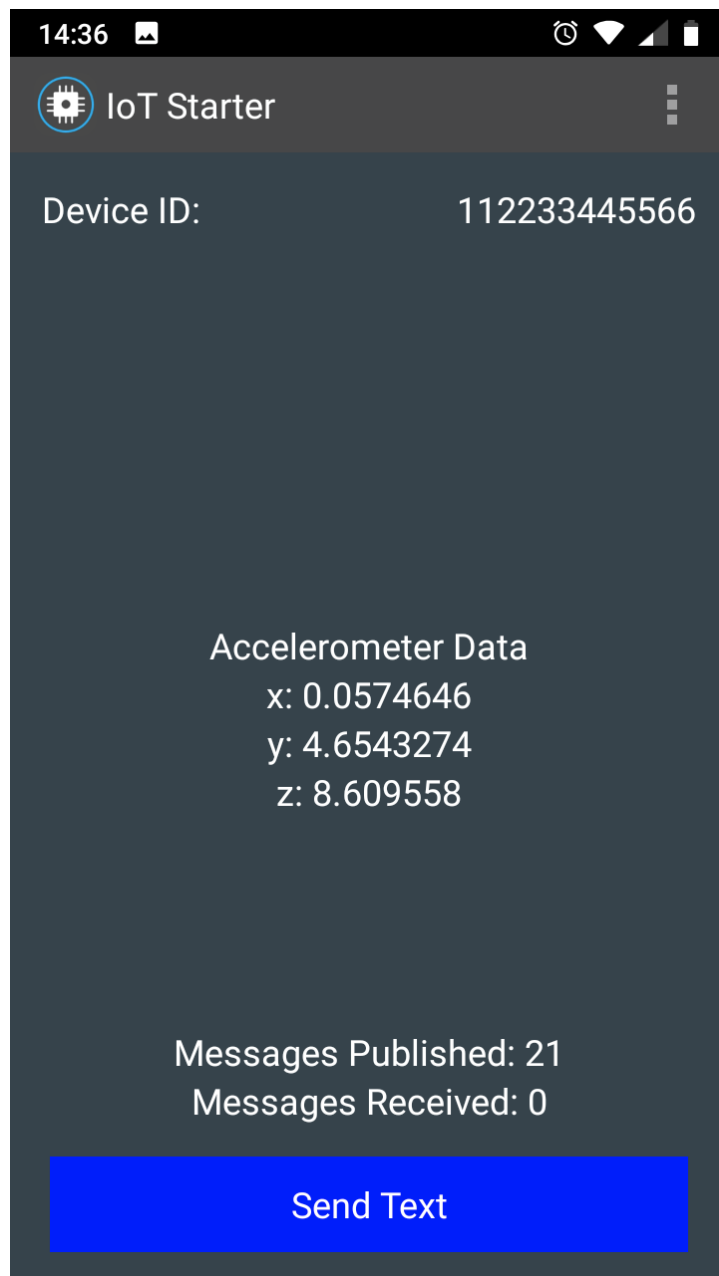 14:36
IoT Starter
Device ID: 112233445566
Accelerometer Data
x: 0.0574646
y: 4.6543274
z: 8.609558
Messages Published: 21
Messages Received: 0
Send Text